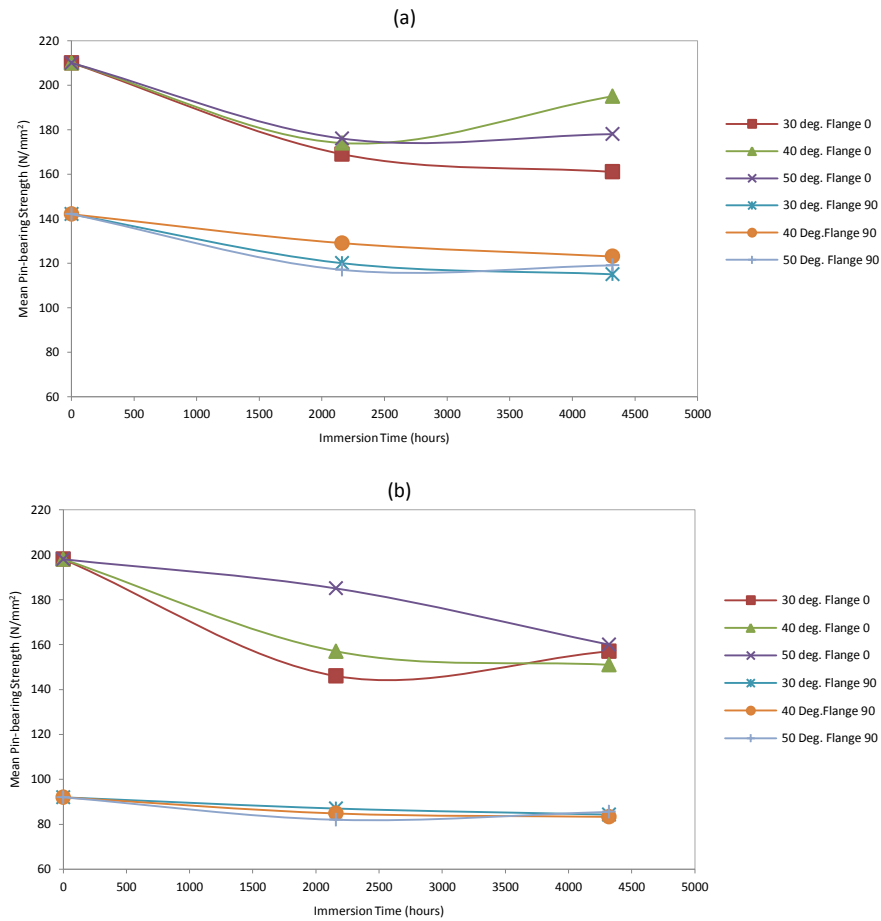 (a)
Mean Pin-bearing Strength (N/mm²)
220
200
180
160
140
120
100
80
60
0 500 1000 1500 2000 2500 3000 3500 4000 4500 5000
Immersion Time (hours)
30 deg. Flange 0
40 deg. Flange 0
50 deg. Flange 0
30 deg. Flange 90
40 Deg.Flange 90
50 Deg. Flange 90
(b)
Mean Pin-bearing Strength (N/mm²)
220
200
180
160
140
120
100
80
60
0 500 1000 1500 2000 2500 3000 3500 4000 4500 5000
Immersion Time (hours)
30 deg. Flange 0
40 deg. Flange 0
50 deg. Flange 0
30 deg. Flange 90
40 Deg.Flange 90
50 Deg. Flange 90